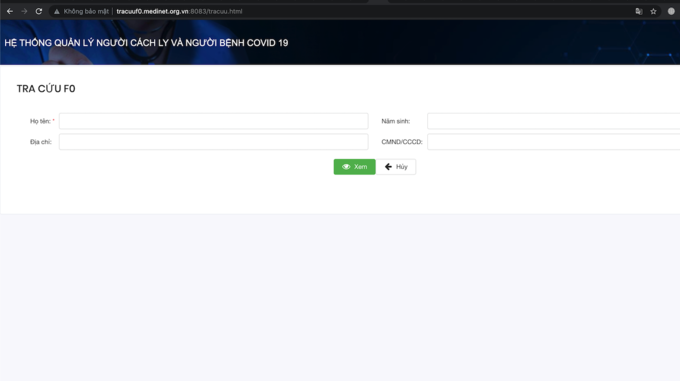 Không bảo mật | tracuuf0.medinet.org.vn:8083/tracuu.html
HỆ THỐNG QUẢN LÝ NGƯỜI CÁCH LY VÀ NGƯỜI BỆNH COVID 19
TRA CỨU F0
Họ tên: * Năm sinh:
Địa chỉ: CMND/CCCD:
Xem Hủy